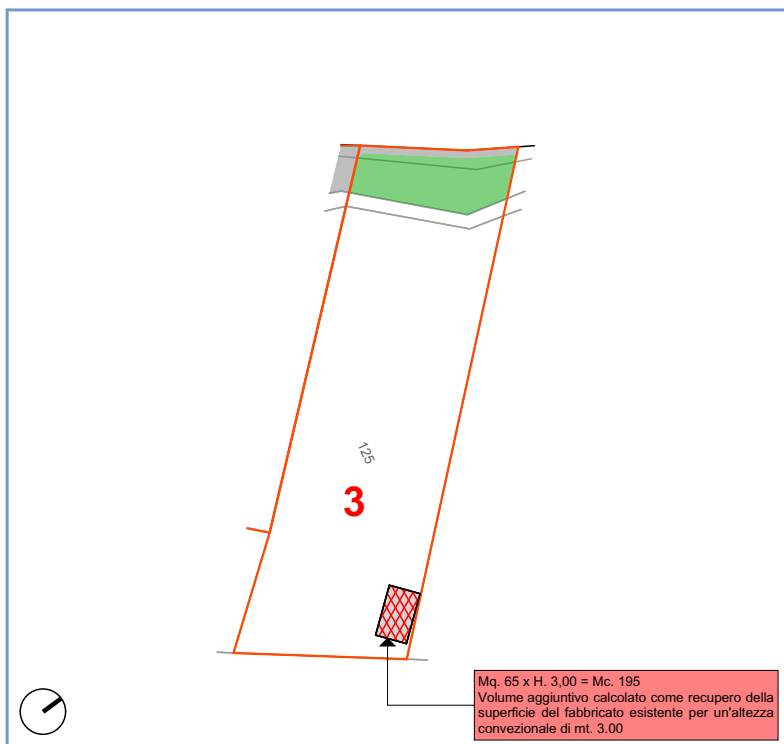 125
3
Mq. 65 x H. 3,00 = Mc. 195
Volume aggiuntivo calcolato come recupero della
superficie del fabbricato esistente per un'altezza
convezionale di mt. 3.00